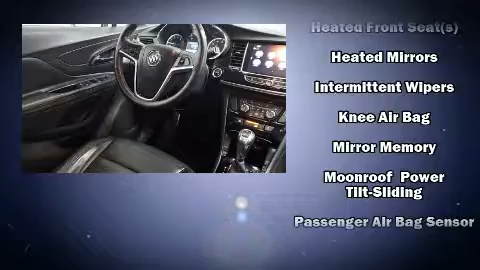 Heated Front Seat(s)
Heated Mirrors
Intermittent Wipers
Knee Air Bag
Mirror Memory
Moonroof Power
Tilt-Sliding
Passenger Air Bag Sensor